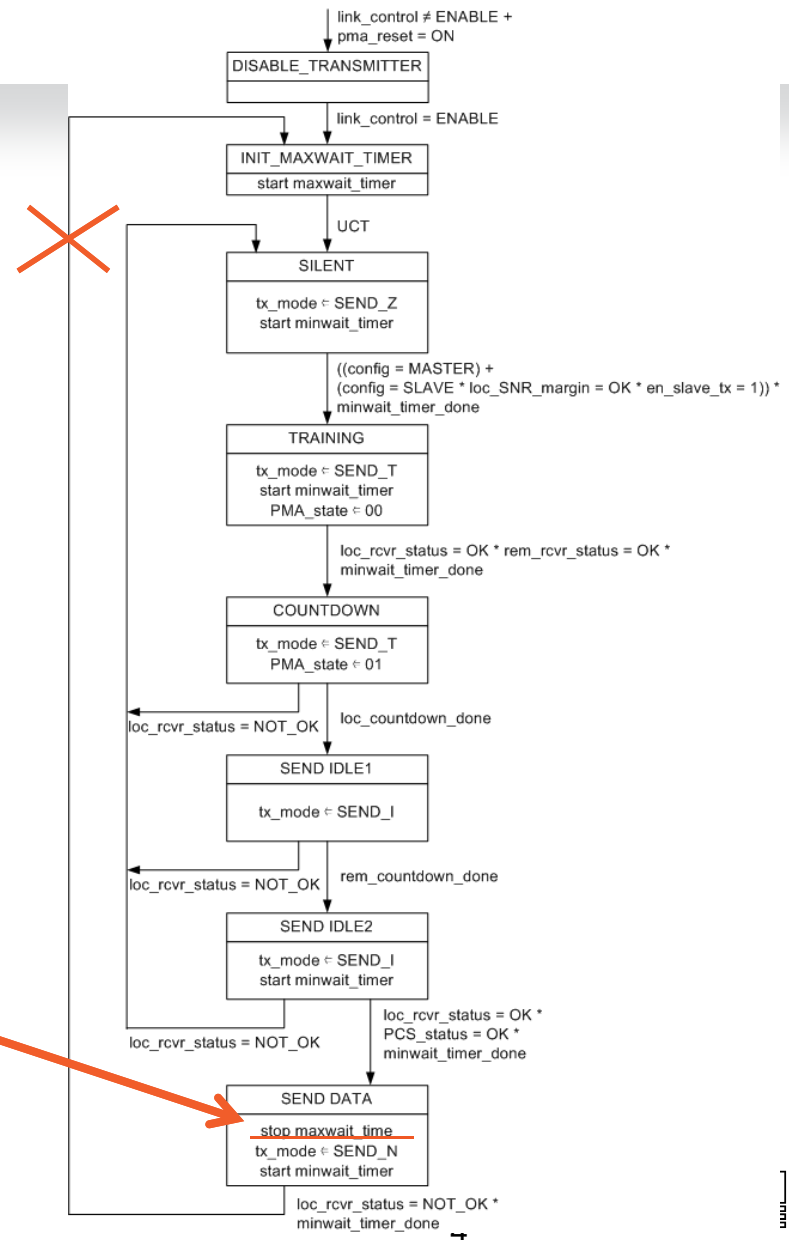 link_control ≠ ENABLE +
pma_reset = ON
DISABLE_TRANSMITTER
link_control = ENABLE
INIT_MAXWAIT_TIMER
start maxwait_timer
UCT
SILENT
tx_mode ⇐ SEND_Z
start minwait_timer
((config = MASTER) +
(config = SLAVE * loc_SNR_margin = OK * en_slave_tx = 1)) *
minwait_timer_done
TRAINING
tx_mode ⇐ SEND_T
start minwait_timer
PMA_state ⇐ 00
loc_rcvr_status = OK * rem_rcvr_status = OK *
minwait_timer_done
COUNTDOWN
tx_mode ⇐ SEND_T
PMA_state ⇐ 01
loc_rcvr_status = NOT_OK
loc_countdown_done
SEND IDLE1
tx_mode ⇐ SEND_I
loc_rcvr_status = NOT_OK
rem_countdown_done
SEND IDLE2
tx_mode ⇐ SEND_I
start minwait_timer
loc_rcvr_status = NOT_OK
loc_rcvr_status = OK *
PCS_status = OK *
minwait_timer_done
SEND DATA
stop maxwait_time
tx_mode ⇐ SEND_N
start minwait_timer
loc_rcvr_status = NOT_OK *
minwait_timer_done